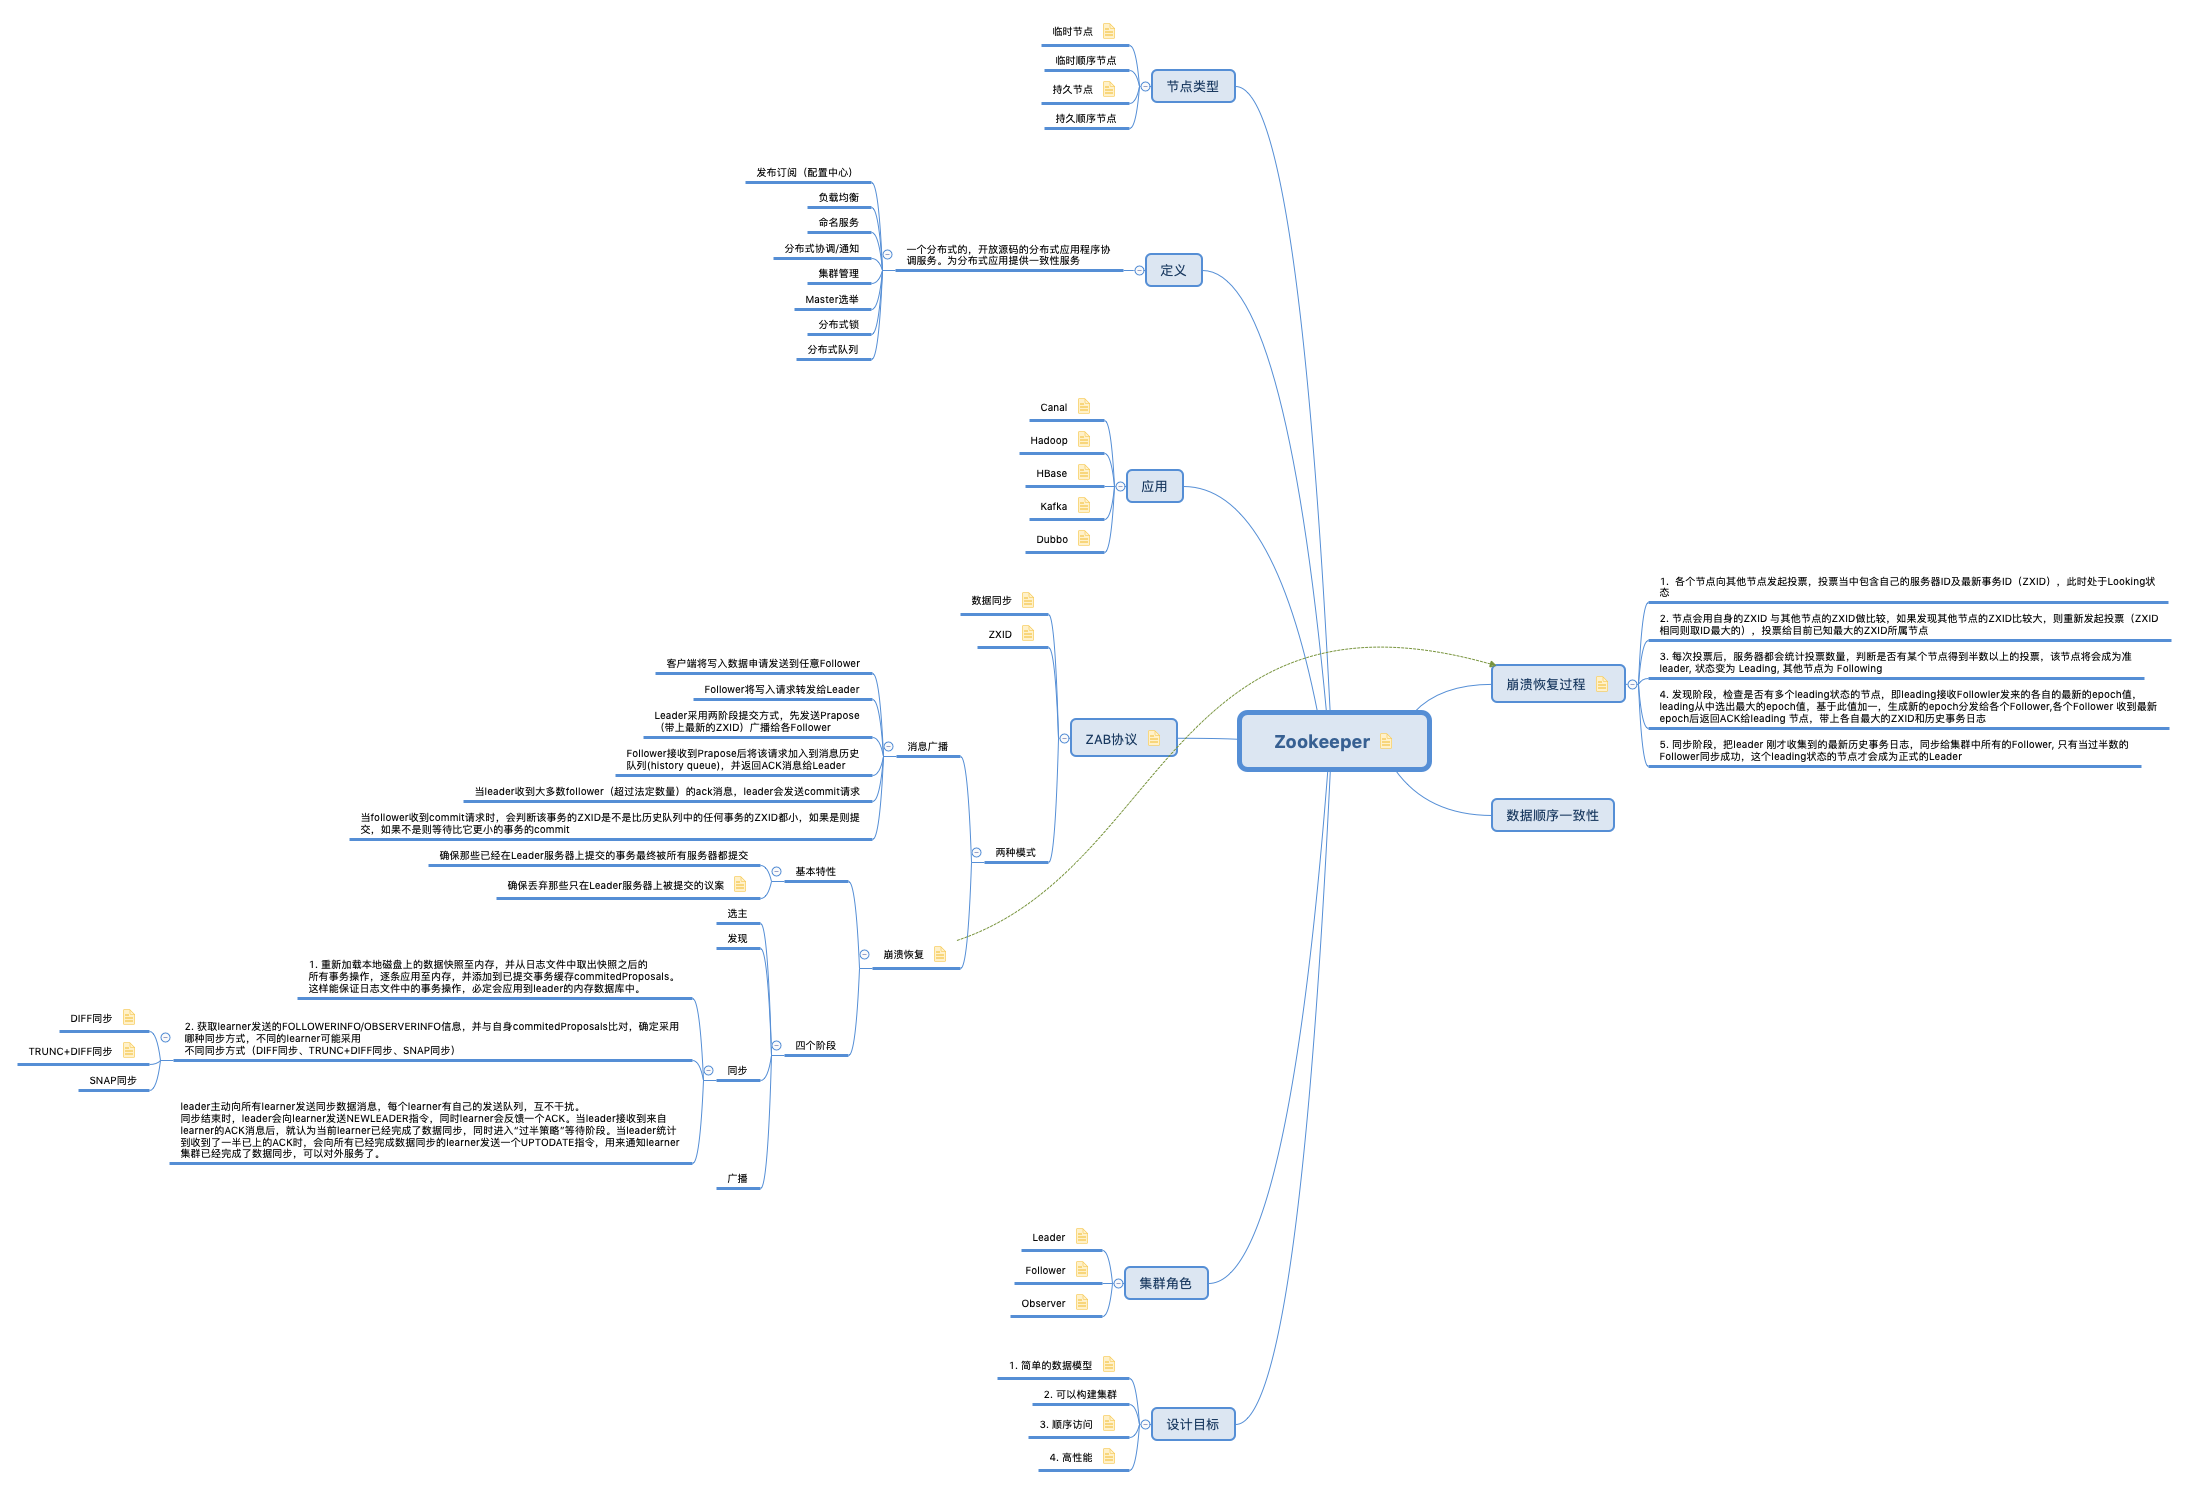 临时节点
临时顺序节点
持久节点
持久顺序节点
节点类型
发布订阅（配置中心）
负载均衡
命名服务
分布式协调/通知
集群管理
Master选举
分布式锁
分布式队列
一个分布式的，开放源码的分布式应用程序协
调服务。为分布式应用提供一致性服务
定义
Canal
Hadoop
HBase
Kafka
Dubbo
应用
数据同步
ZXID
客户端将写入数据申请发送到任意Follower
Follower将写入请求转发给Leader
Leader采用两阶段提交方式，先发送Prapose
（带上最新的ZXID）广播给各Follower
Follower接收到Prapose后将该请求加入到消息历史
队列(history queue)，并返回ACK消息给Leader
当leader收到大多数follower（超过法定数量）的ack消息，leader会发送commit请求
当follower收到commit请求时，会判断该事务的ZXID是不是比历史队列中的任何事务的ZXID都小，如果是则提
交，如果不是则等待比它更小的事务的commit
消息广播
两种模式
ZAB协议
确保那些已经在Leader服务器上提交的事务最终被所有服务器都提交
确保丢弃那些只在Leader服务器上被提交的议案
基本特性
崩溃恢复
选主
发现
1. 重新加载本地磁盘上的数据快照至内存，并从日志文件中取出快照之后的
所有事务操作，逐条应用至内存，并添加到已提交事务缓存commitedProposals。
这样能保证日志文件中的事务操作，必定会应用到leader的内存数据库中。
DIFF同步
TRUNC+DIFF同步
SNAP同步
2. 获取learner发送的FOLLOWERINFO/OBSERVERINFO信息，并与自身commitedProposals比对，确定采用
哪种同步方式，不同的learner可能采用
不同同步方式（DIFF同步、TRUNC+DIFF同步、SNAP同步）
leader主动向所有learner发送同步数据消息，每个learner有自己的发送队列，互不干扰。
同步结束时，leader会向learner发送NEWLEADER指令，同时learner会反馈一个ACK。当leader接收到来自
learner的ACK消息后，就认为当前learner已经完成了数据同步，同时进入“过半策略”等待阶段。当leader统计
到收到了一半已上的ACK时，会向所有已经完成数据同步的learner发送一个UPTODATE指令，用来通知learner
集群已经完成了数据同步，可以对外服务了。
同步
四个阶段
广播
Leader
Follower
Observer
集群角色
1. 简单的数据模型
2. 可以构建集群
3. 顺序访问
4. 高性能
设计目标
Zookeeper
崩溃恢复过程
1.  各个节点向其他节点发起投票，投票当中包含自己的服务器ID及最新事务ID（ZXID），此时处于Looking状
态
2. 节点会用自身的ZXID 与其他节点的ZXID做比较，如果发现其他节点的ZXID比较大，则重新发起投票（ZXID
相同则取ID最大的），投票给目前已知最大的ZXID所属节点
3. 每次投票后，服务器都会统计投票数量，判断是否有某个节点得到半数以上的投票，该节点将会成为准
leader, 状态变为 Leading, 其他节点为 Following
4. 发现阶段，检查是否有多个leading状态的节点，即leading接收Followler发来的各自的最新的epoch值，
leading从中选出最大的epoch值，基于此值加一，生成新的epoch分发给各个Follower,各个Follower 收到最新
epoch后返回ACK给leading 节点，带上各自最大的ZXID和历史事务日志
5. 同步阶段，把leader 刚才收集到的最新历史事务日志，同步给集群中所有的Follower, 只有当过半数的
Follower同步成功，这个leading状态的节点才会成为正式的Leader
数据顺序一致性